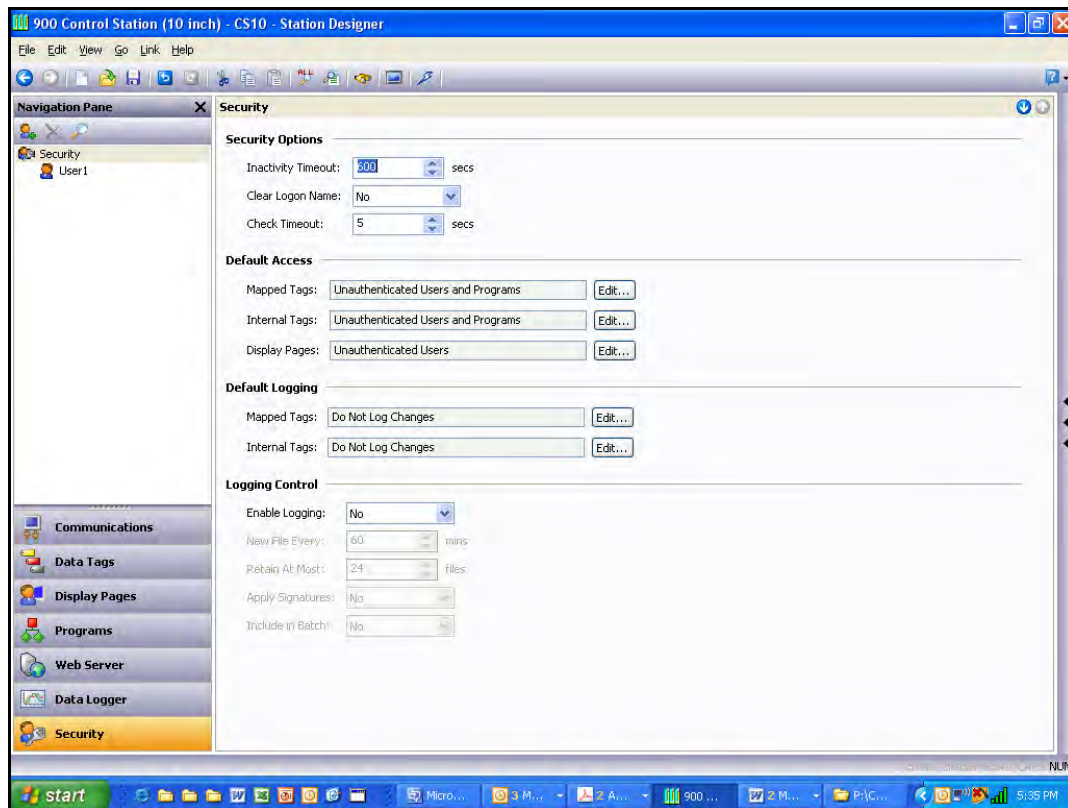 900 Control Station (10 inch) - CS10 - Station Designer
File Edit View Go Link Help
Navigation Pane X
Security
User1
Communications
Data Tags
Display Pages
Programs
Web Server
Data Logger
Security
Security
Security Options
Inactivity Timeout: 600 secs
Clear Logon Name: No
Check Timeout: 5 secs
Default Access
Mapped Tags: Unauthenticated Users and Programs Edit...
Internal Tags: Unauthenticated Users and Programs Edit...
Display Pages: Unauthenticated Users Edit...
Default Logging
Mapped Tags: Do Not Log Changes Edit...
Internal Tags: Do Not Log Changes Edit...
Logging Control
Enable Logging: No
New File Every: 60 mins
Retain At Most: 24 files
Apply Signatures: No
Include in Batch: No
start Micro... 3 M... 2 A... 900 ... 2 M... P:\C... 5:35 PM